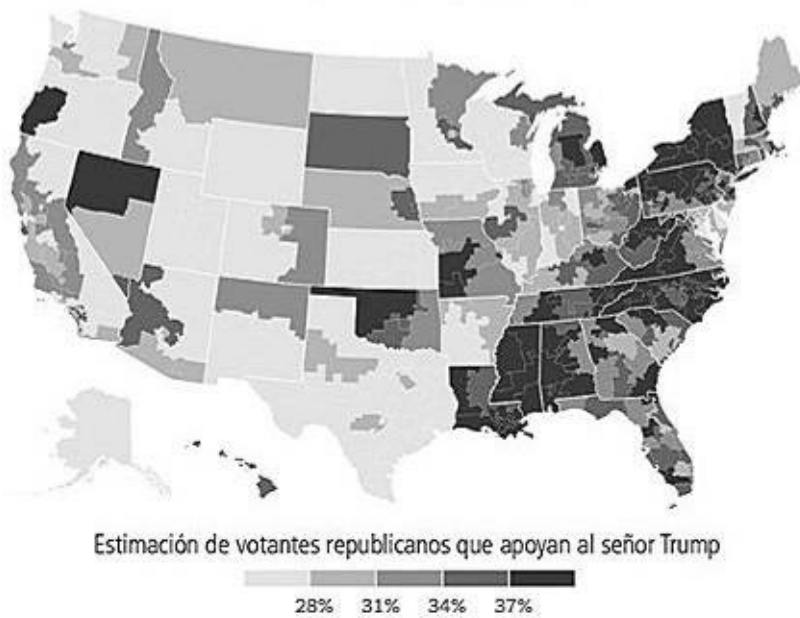 Estimación de votantes republicanos que apoyan al señor Trump
28% 31% 34% 37%